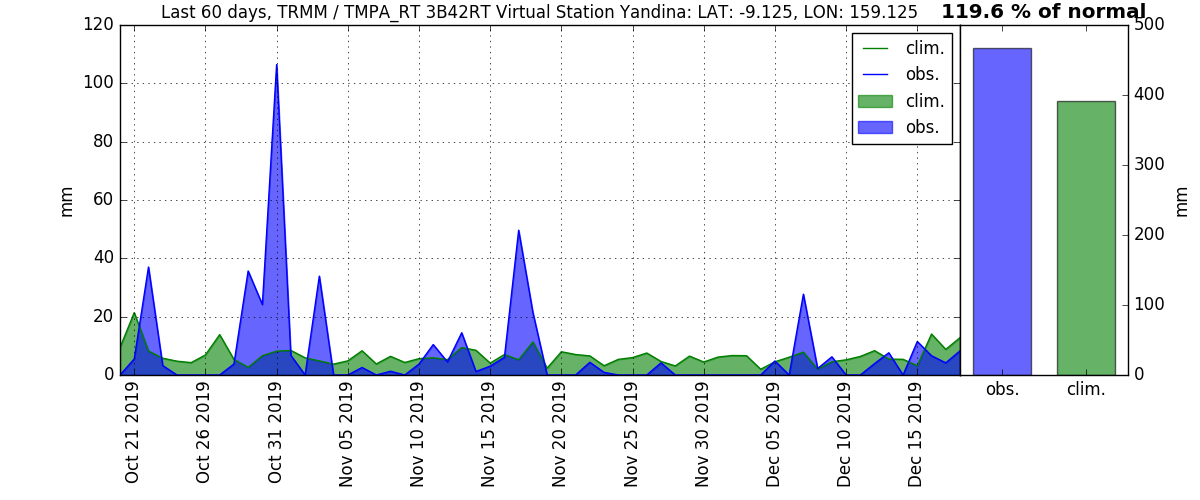 Last 60 days, TRMM / TMPA_RT 3B42RT Virtual Station Yandina: LAT: -9.125, LON: 159.125
119.6 % of normal
120
100
80
60
40
20
0
mm
clim.
obs.
clim.
obs.
Oct 21 2019
Oct 26 2019
Oct 31 2019
Nov 05 2019
Nov 10 2019
Nov 15 2019
Nov 20 2019
Nov 25 2019
Nov 30 2019
Dec 05 2019
Dec 10 2019
Dec 15 2019
500
400
300
200
100
0
mm
obs.
clim.